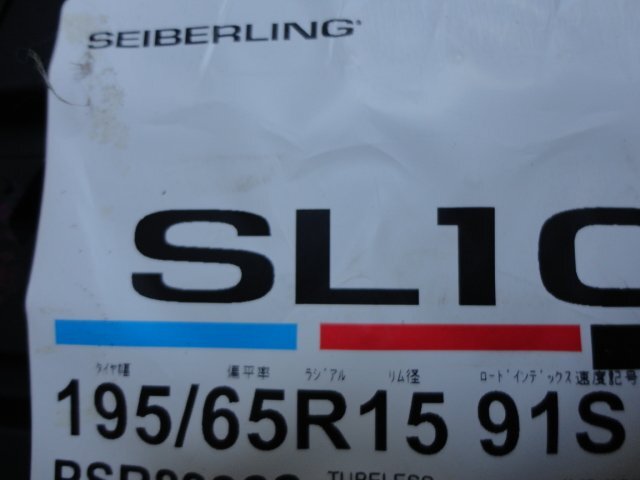 SEIBERLING®
SL10
タイヤ幅 偏平率 ラジアル リム径 ロードインデックス 速度記号
195/65R15 91S
TUBELESS